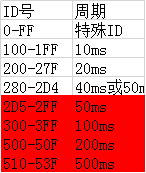 ID号 周期
0-FF 特殊ID
100-1FF 10ms
200-27F 20ms
280-2D4 40ms或50m
2D5-2FF 50ms
300-3FF 100ms
500-50F 200ms
510-53F 500ms